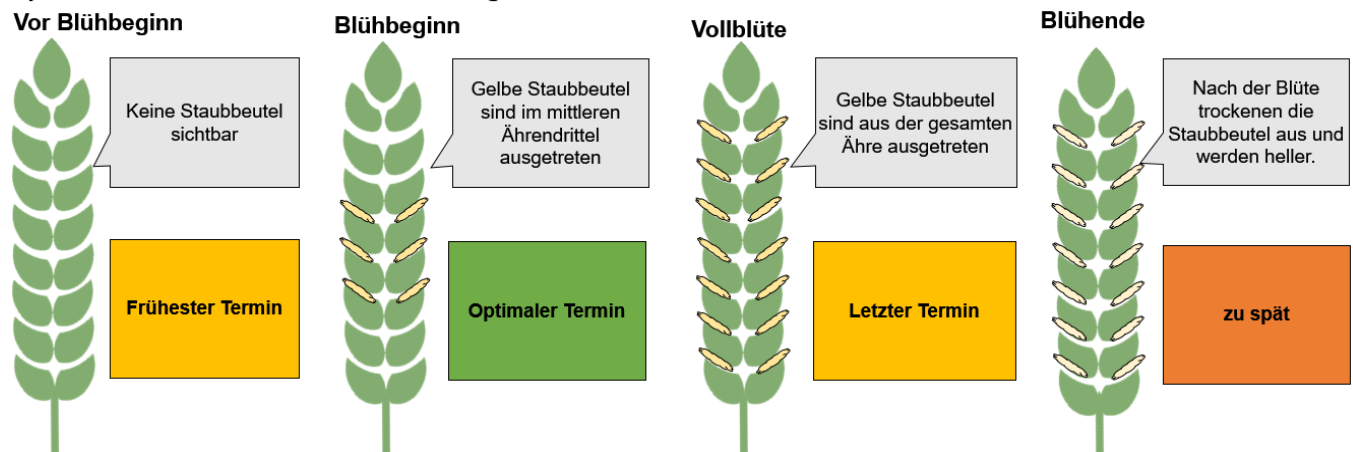 Vor Blühbeginn
Keine Staubbeutel
sichtbar
Frühester Termin
Blühbeginn
Gelbe Staubbeutel
sind im mittleren
Ährendrittel
ausgetreten
Optimaler Termin
Vollblüte
Gelbe Staubbeutel
sind aus der gesamten
Ähre ausgetreten
Letzter Termin
Blühende
Nach der Blüte
trockenen die
Staubbeutel aus und
werden heller.
zu spät